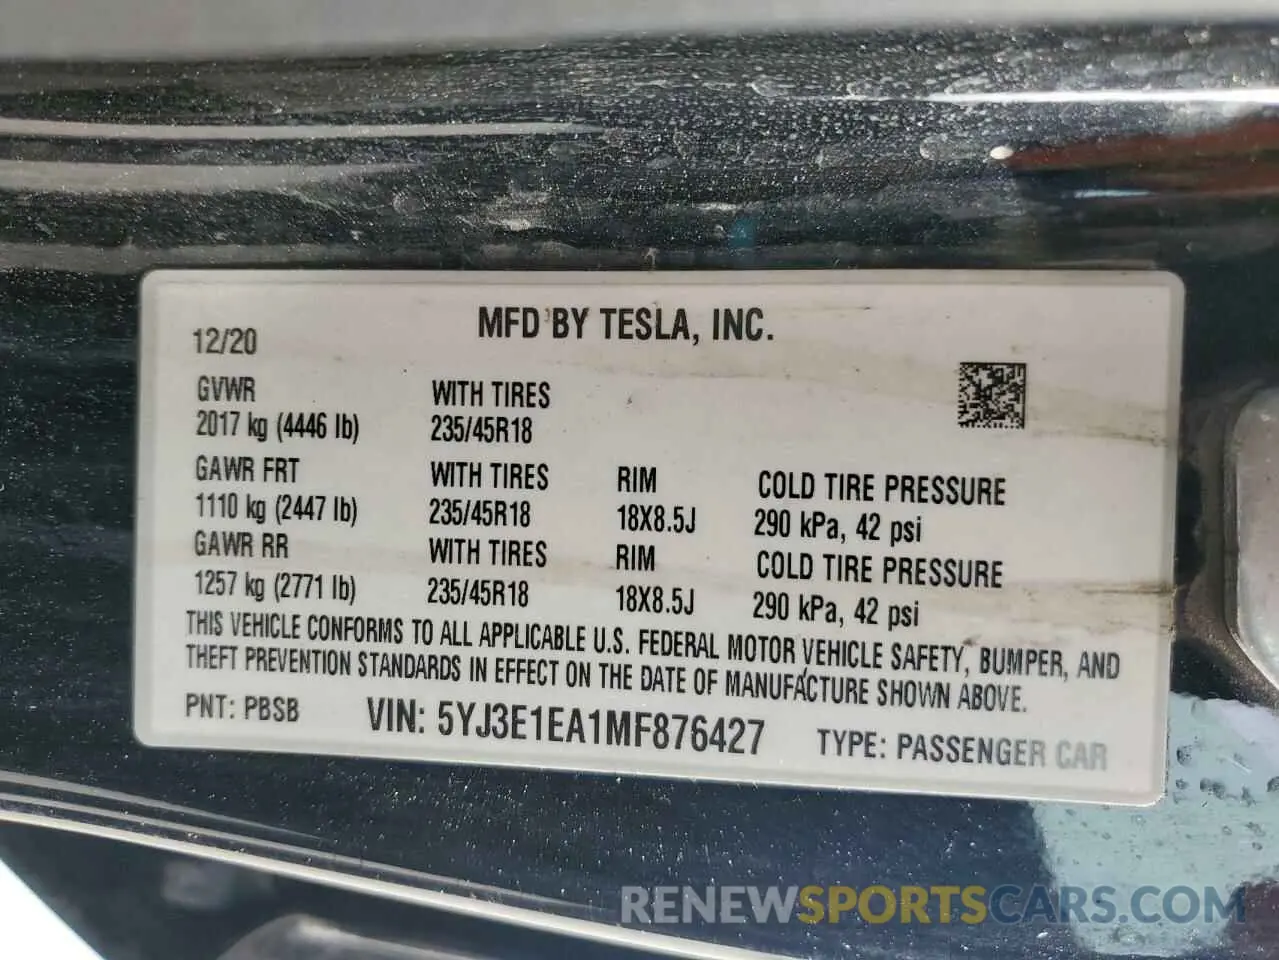 MFD BY TESLA, INC.
12/20
GVWR WITH TIRES
2017 kg (4446 lb) 235/45R18
GAWR FRT WITH TIRES RIM COLD TIRE PRESSURE
1110 kg (2447 lb) 235/45R18 18X8.5J 290 kPa, 42 psi
GAWR RR WITH TIRES RIM COLD TIRE PRESSURE
1257 kg (2771 lb) 235/45R18 18X8.5J 290 kPa, 42 psi
THIS VEHICLE CONFORMS TO ALL APPLICABLE U.S. FEDERAL MOTOR VEHICLE SAFETY, BUMPER, AND
THEFT PREVENTION STANDARDS IN EFFECT ON THE DATE OF MANUFACTURE SHOWN ABOVE.
PNT: PBSB VIN: 5YJ3E1EA1MF876427 TYPE: PASSENGER CAR
RENEWSPORTSCARS.COM